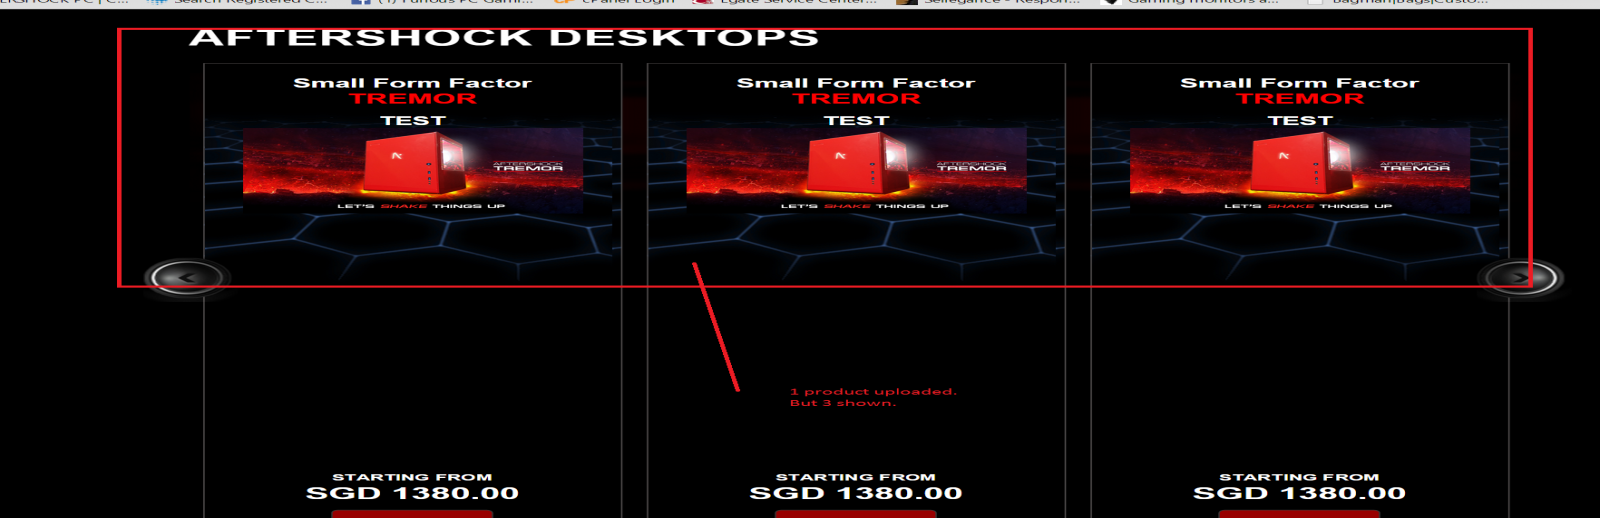 AFTERSHOCK DESKTOPS
Small Form Factor
TREMOR
TEST
AFTERSHOCK
TREMOR
LET'S SHAKE THINGS UP
STARTING FROM
SGD 1380.00
Small Form Factor
TREMOR
TEST
AFTERSHOCK
TREMOR
LET'S SHAKE THINGS UP
1 product uploaded.
But 3 shown.
STARTING FROM
SGD 1380.00
Small Form Factor
TREMOR
TEST
AFTERSHOCK
TREMOR
LET'S SHAKE THINGS UP
STARTING FROM
SGD 1380.00